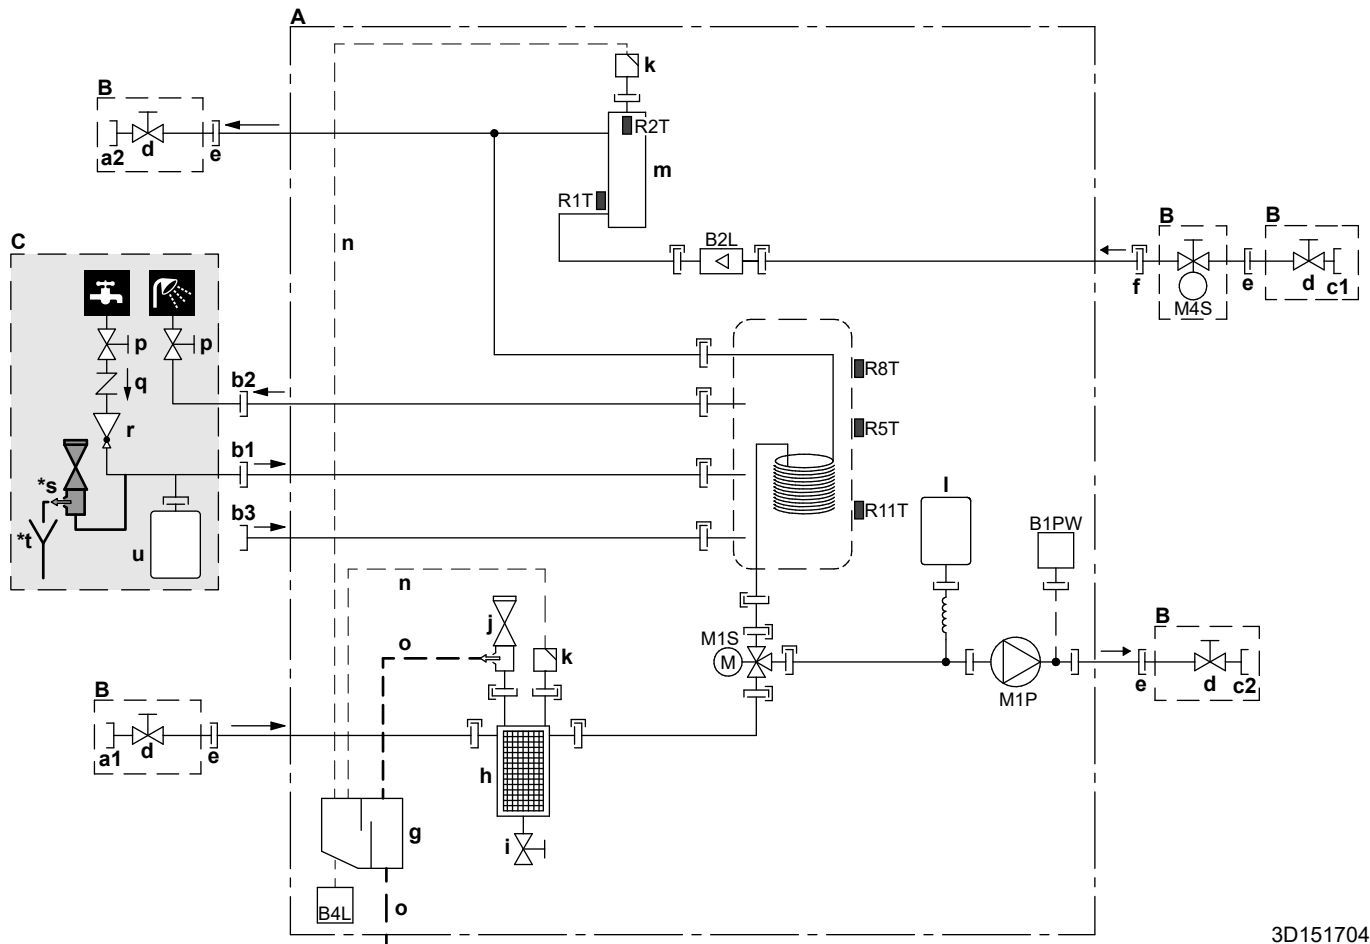 A
k
B
R2T
a2
d
e
m
R1T
B
B
C
n
B2L
f
e
d
c1
M4S
p
p
b2
R8T
q
r
R5T
b1
*s
l
b3
R11T
B1PW
*t
u
n
j
M1S
B
o
k
M
M1P
e
d
c2
B
a1
d
e
h
g
i
B4L
o
3D151704